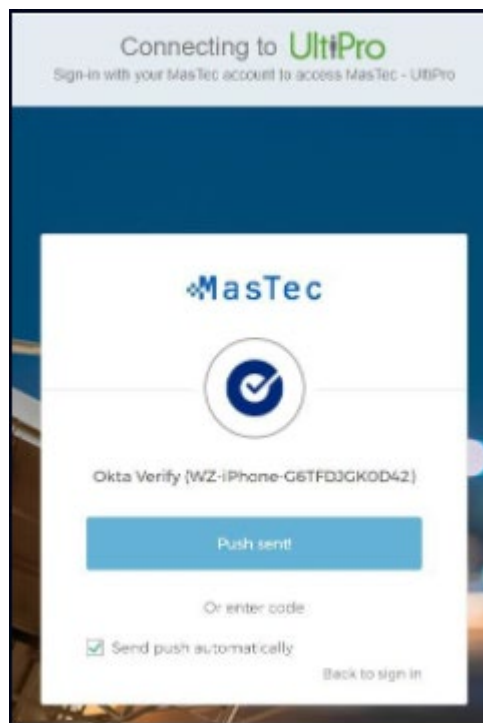 Connecting to UltiPro
Sign-in with your MasTec account to access MasTec - UltiPro
MasTec
Okta Verify (WZ-iPhone-G6TFDJGK0D42)
Push sent!
Or enter code
Send push automatically
Back to sign in